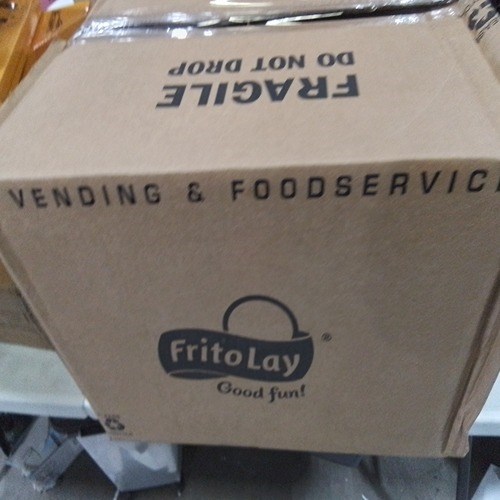 FRAGILE
DO NOT DROP
VENDING & FOODSERVIC
FritoLay®
Good fun!